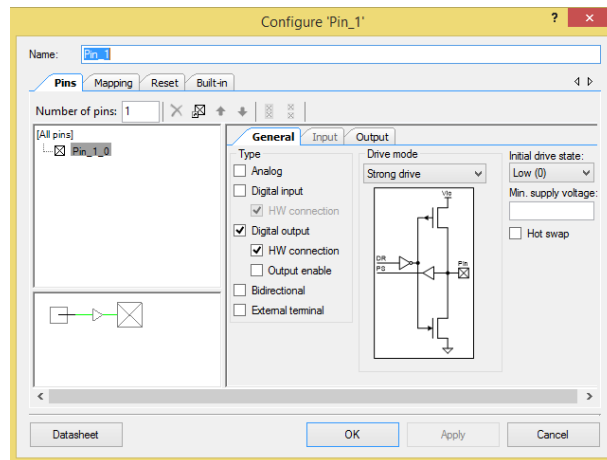 Configure 'Pin_1'
?
×
Name: Pin_1
Pins Mapping Reset Built-in
Number of pins: 1
[All pins]
Pin_1_0
General Input Output
Type
Analog
Digital input
HW connection
Digital output
HW connection
Output enable
Bidirectional
External terminal
Drive mode
Strong drive
Vio
DR
PS
Pin
Initial drive state:
Low (0)
Min. supply voltage:
Hot swap
Datasheet OK Apply Cancel